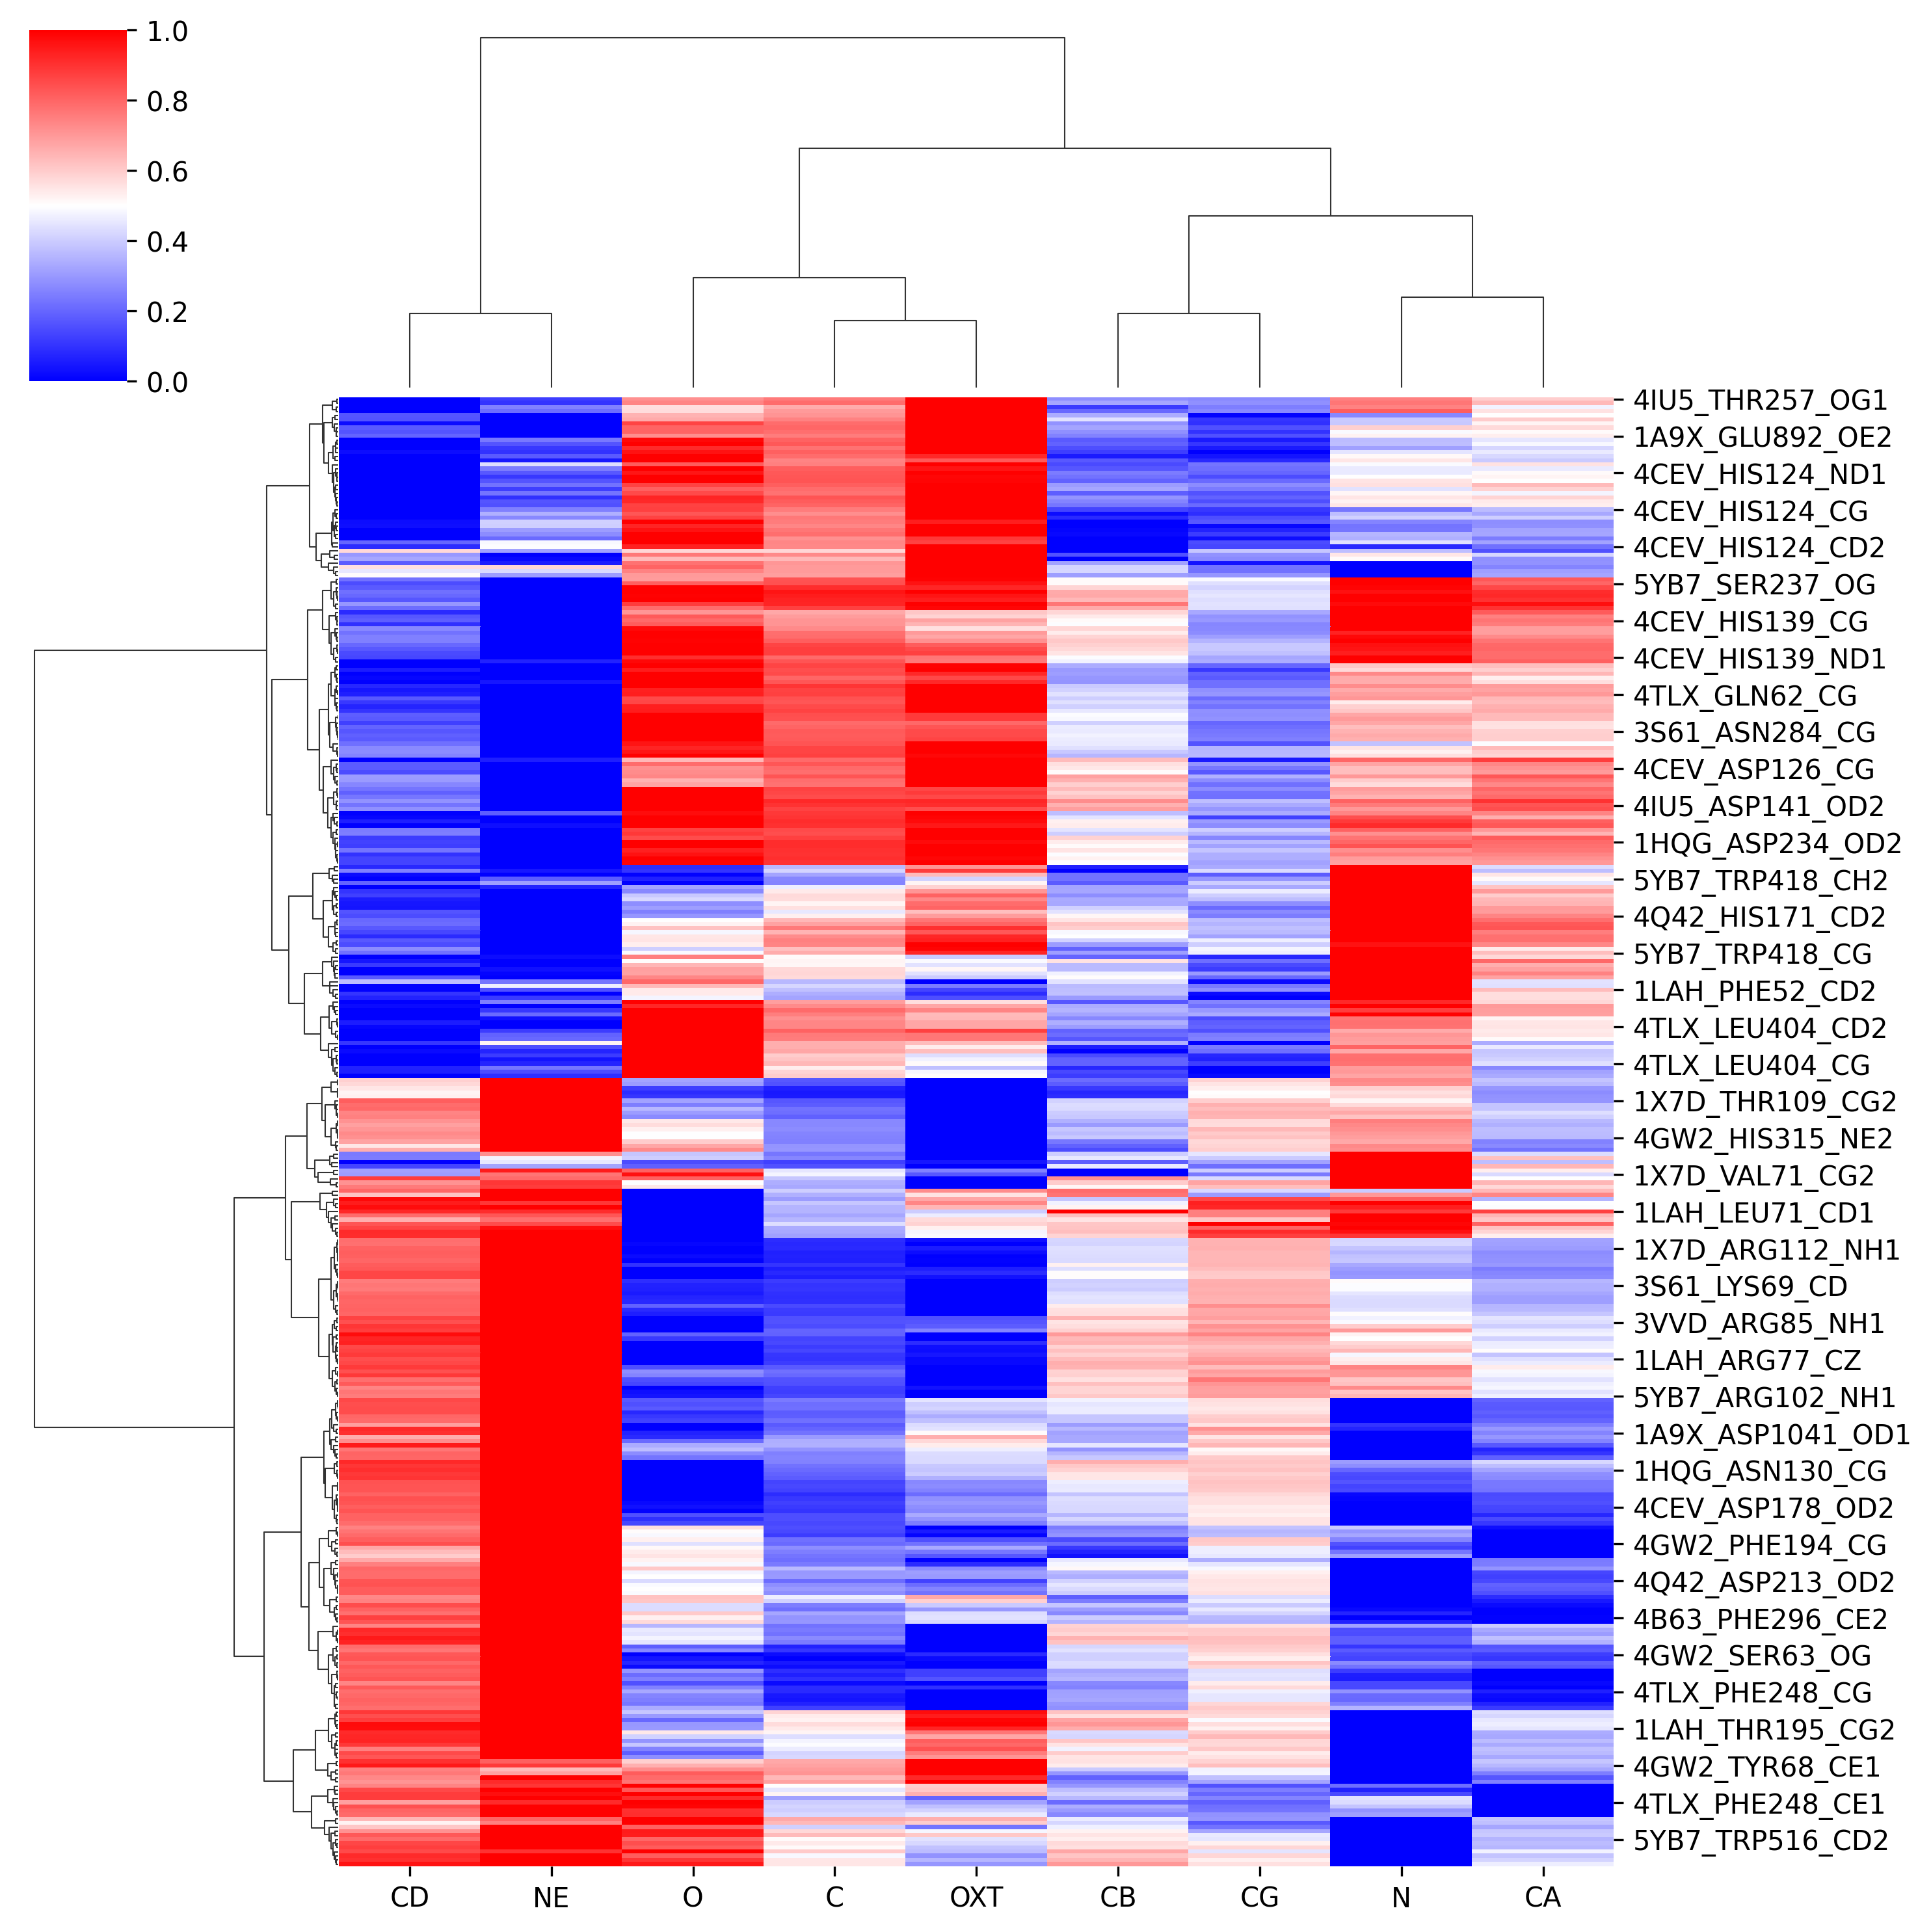 1.0
0.8
0.6
0.4
0.2
0.0
4IU5_THR257_OG1
1A9X_GLU892_OE2
4CEV_HIS124_ND1
4CEV_HIS124_CG
4CEV_HIS124_CD2
5YB7_SER237_OG
4CEV_HIS139_CG
4CEV_HIS139_ND1
4TLX_GLN62_CG
3S61_ASN284_CG
4CEV_ASP126_CG
4IU5_ASP141_OD2
1HQG_ASP234_OD2
5YB7_TRP418_CH2
4Q42_HIS171_CD2
5YB7_TRP418_CG
1LAH_PHE52_CD2
4TLX_LEU404_CD2
4TLX_LEU404_CG
1X7D_THR109_CG2
4GW2_HIS315_NE2
1X7D_VAL71_CG2
1LAH_LEU71_CD1
1X7D_ARG112_NH1
3S61_LYS69_CD
3VVD_ARG85_NH1
1LAH_ARG77_CZ
5YB7_ARG102_NH1
1A9X_ASP1041_OD1
1HQG_ASN130_CG
4CEV_ASP178_OD2
4GW2_PHE194_CG
4Q42_ASP213_OD2
4B63_PHE296_CE2
4GW2_SER63_OG
4TLX_PHE248_CG
1LAH_THR195_CG2
4GW2_TYR68_CE1
4TLX_PHE248_CE1
5YB7_TRP516_CD2
CD NE O C OXT CB CG N CA